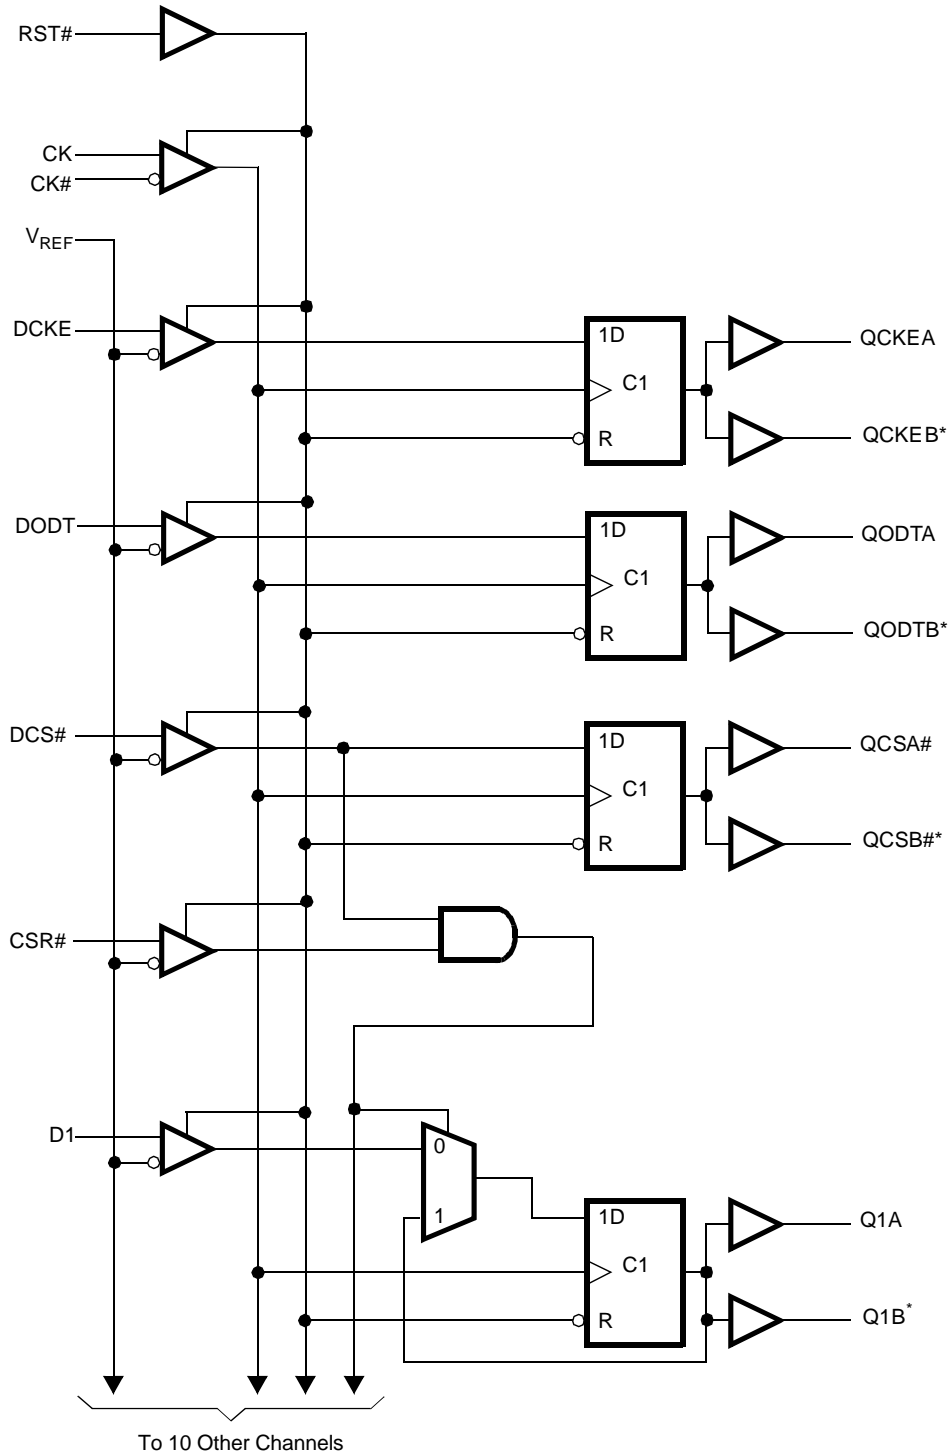 RST#
CK
CK#
VREF
DCKE
1D
C1
R
QCKEA
QCKEB*
DODT
1D
C1
R
QODTA
QODTB*
DCS#
1D
C1
R
QCSA#
QCSB#*
CSR#
D1
0
1
1D
C1
R
Q1A
Q1B*
To 10 Other Channels